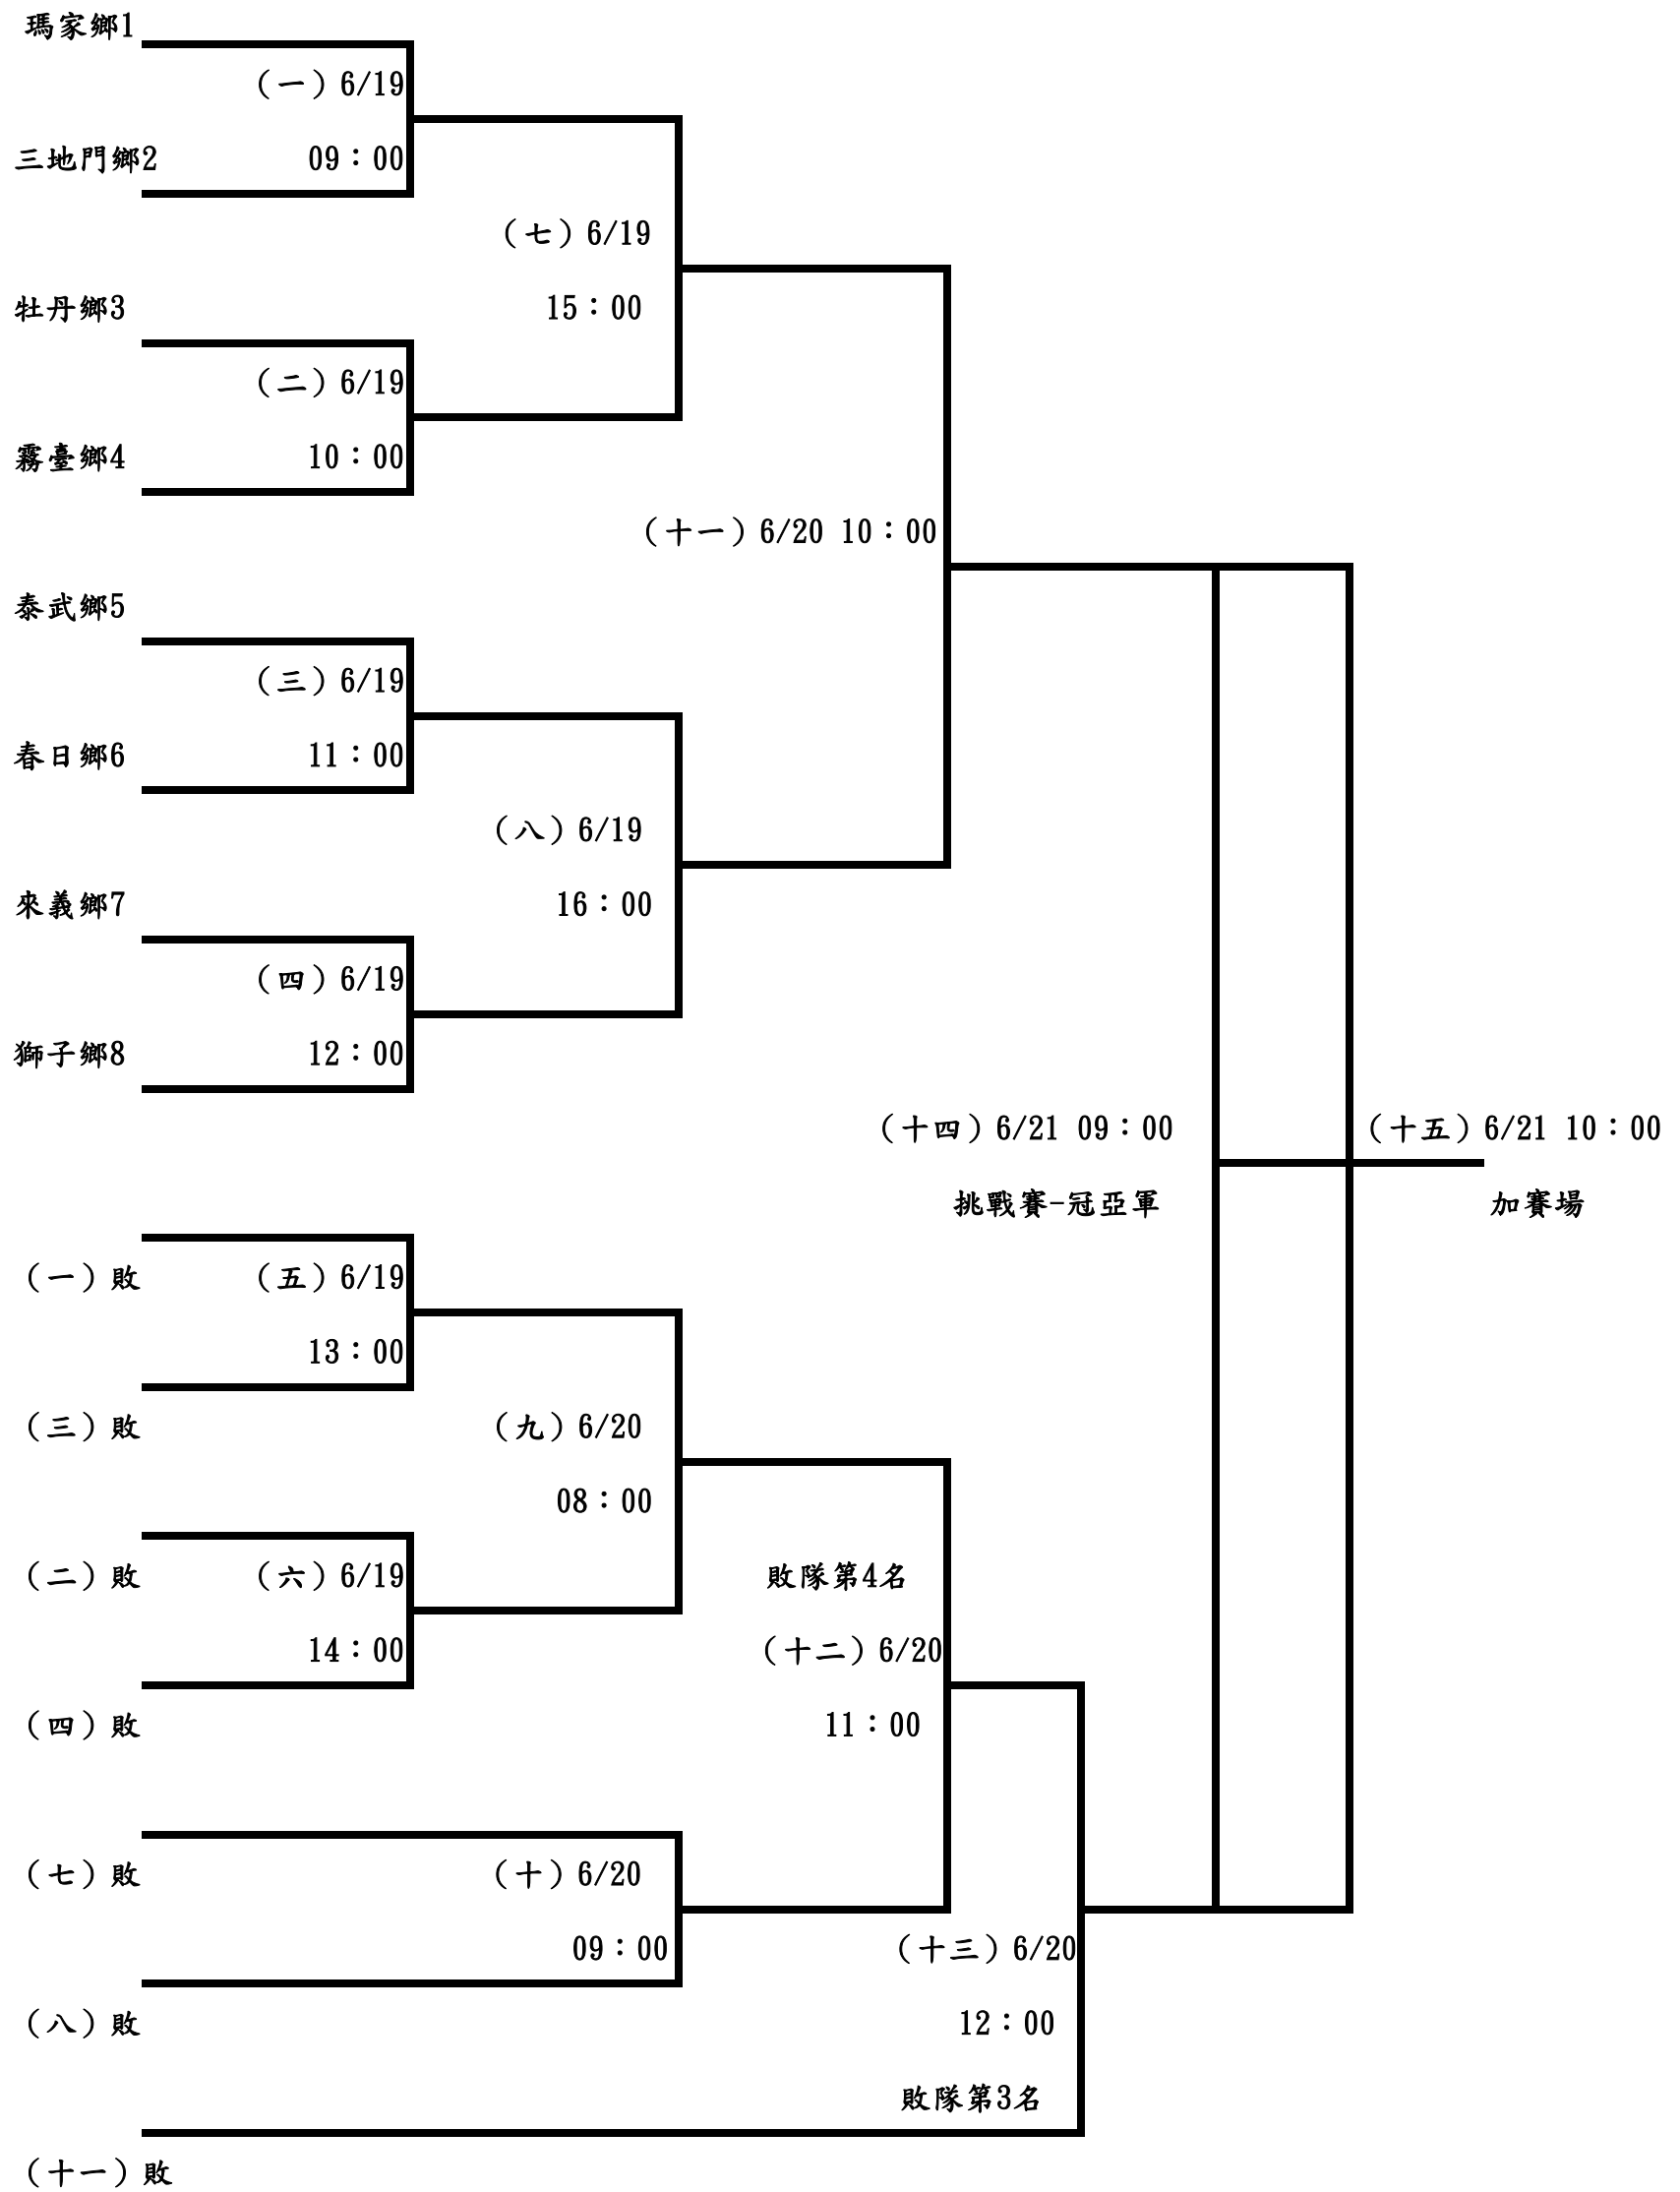 瑪家鄉1
(一)6/19
三地門鄉2
09：00
(七)6/19
牡丹鄉3
15：00
(二)6/19
霧臺鄉4
10：00
(十一)6/20 10：00
泰武鄉5
(三)6/19
春日鄉6
11：00
(八)6/19
來義鄉7
16：00
(四)6/19
獅子鄉8
12：00
(十四)6/21 09：00
(十五)6/21 10：00
挑戰賽-冠亞軍
加賽場
(一)敗
(五)6/19
13：00
(三)敗
(九)6/20
08：00
(二)敗
(六)6/19
敗隊第4名
14：00
(十二)6/20
(四)敗
11：00
(七)敗
(十)6/20
09：00
(十三)6/20
(八)敗
12：00
敗隊第3名
(十一)敗